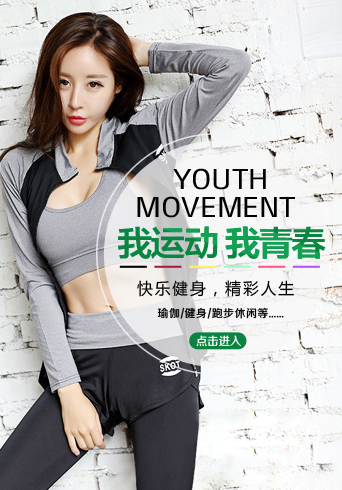 YOUTH
MOVEMENT
我运动 我青春
快乐健身，精彩人生
瑜伽/健身/跑步休闲等......
点击进入
SKOT